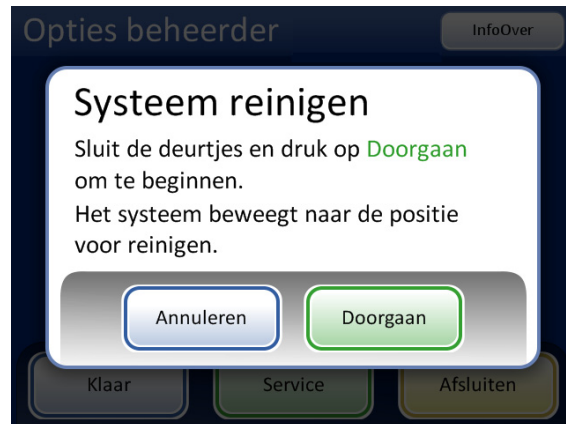 Opties beheerder
InfoOver
Systeem reinigen
Sluit de deurtjes en druk op Doorgaan
om te beginnen.
Het systeem beweegt naar de positie
voor reinigen.
Annuleren
Doorgaan
Klaar
Service
Afsluiten